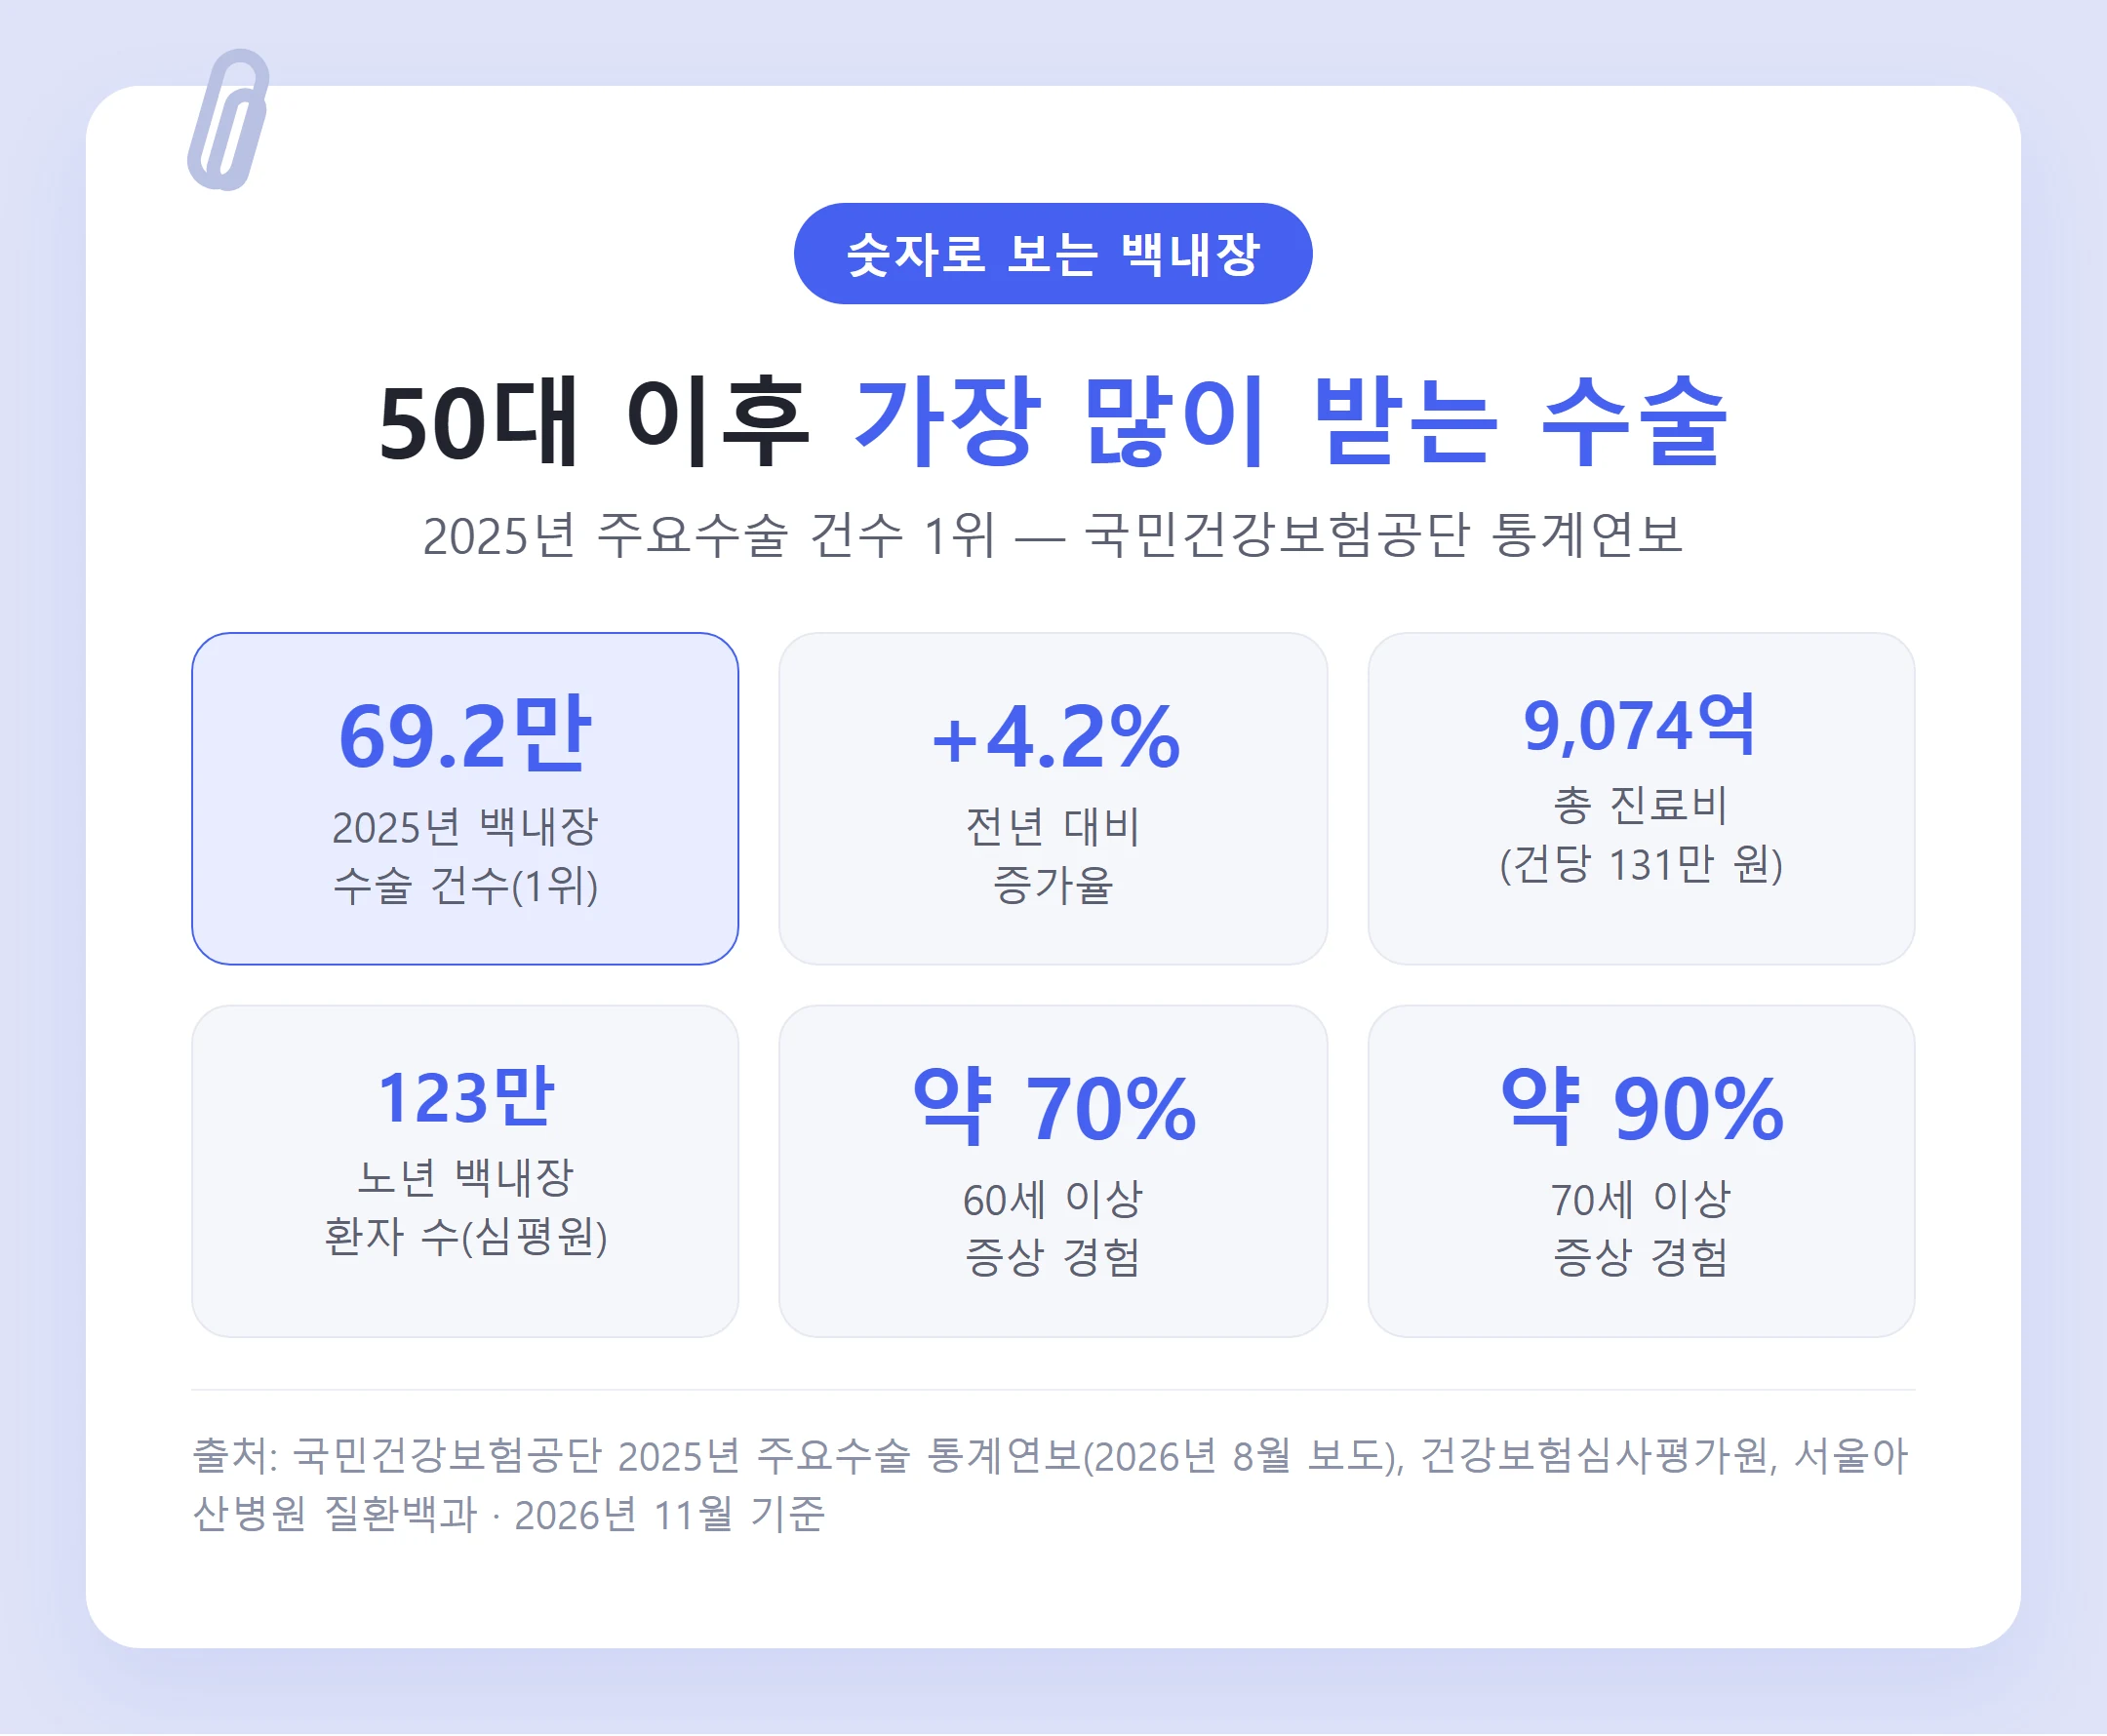 숫자로 보는 백내장
50대 이후 가장 많이 받는 수술
2025년 주요수술 건수 1위 — 국민건강보험공단 통계연보
69.2만
2025년 백내장
수술 건수(1위)
+4.2%
전년 대비
증가율
9,074억
총 진료비
(건당 131만 원)
123만
노년 백내장
환자 수(심평원)
약 70%
60세 이상
증상 경험
약 90%
70세 이상
증상 경험
출처: 국민건강보험공단 2025년 주요수술 통계연보(2026년 8월 보도), 건강보험심사평가원, 서울아
산병원 질환백과 · 2026년 11월 기준